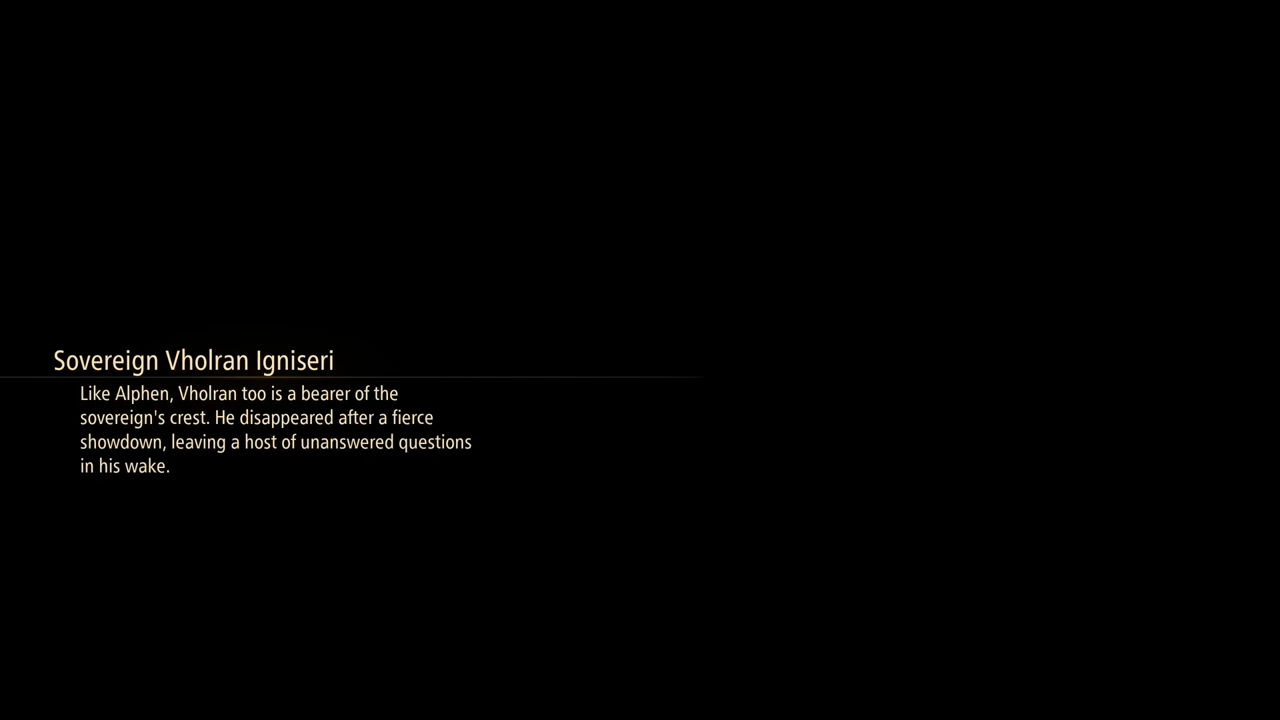 Sovereign Vholran Igniseri
Like Alphen, Vholran too is a bearer of the
sovereign's crest. He disappeared after a fierce
showdown, leaving a host of unanswered questions
in his wake.